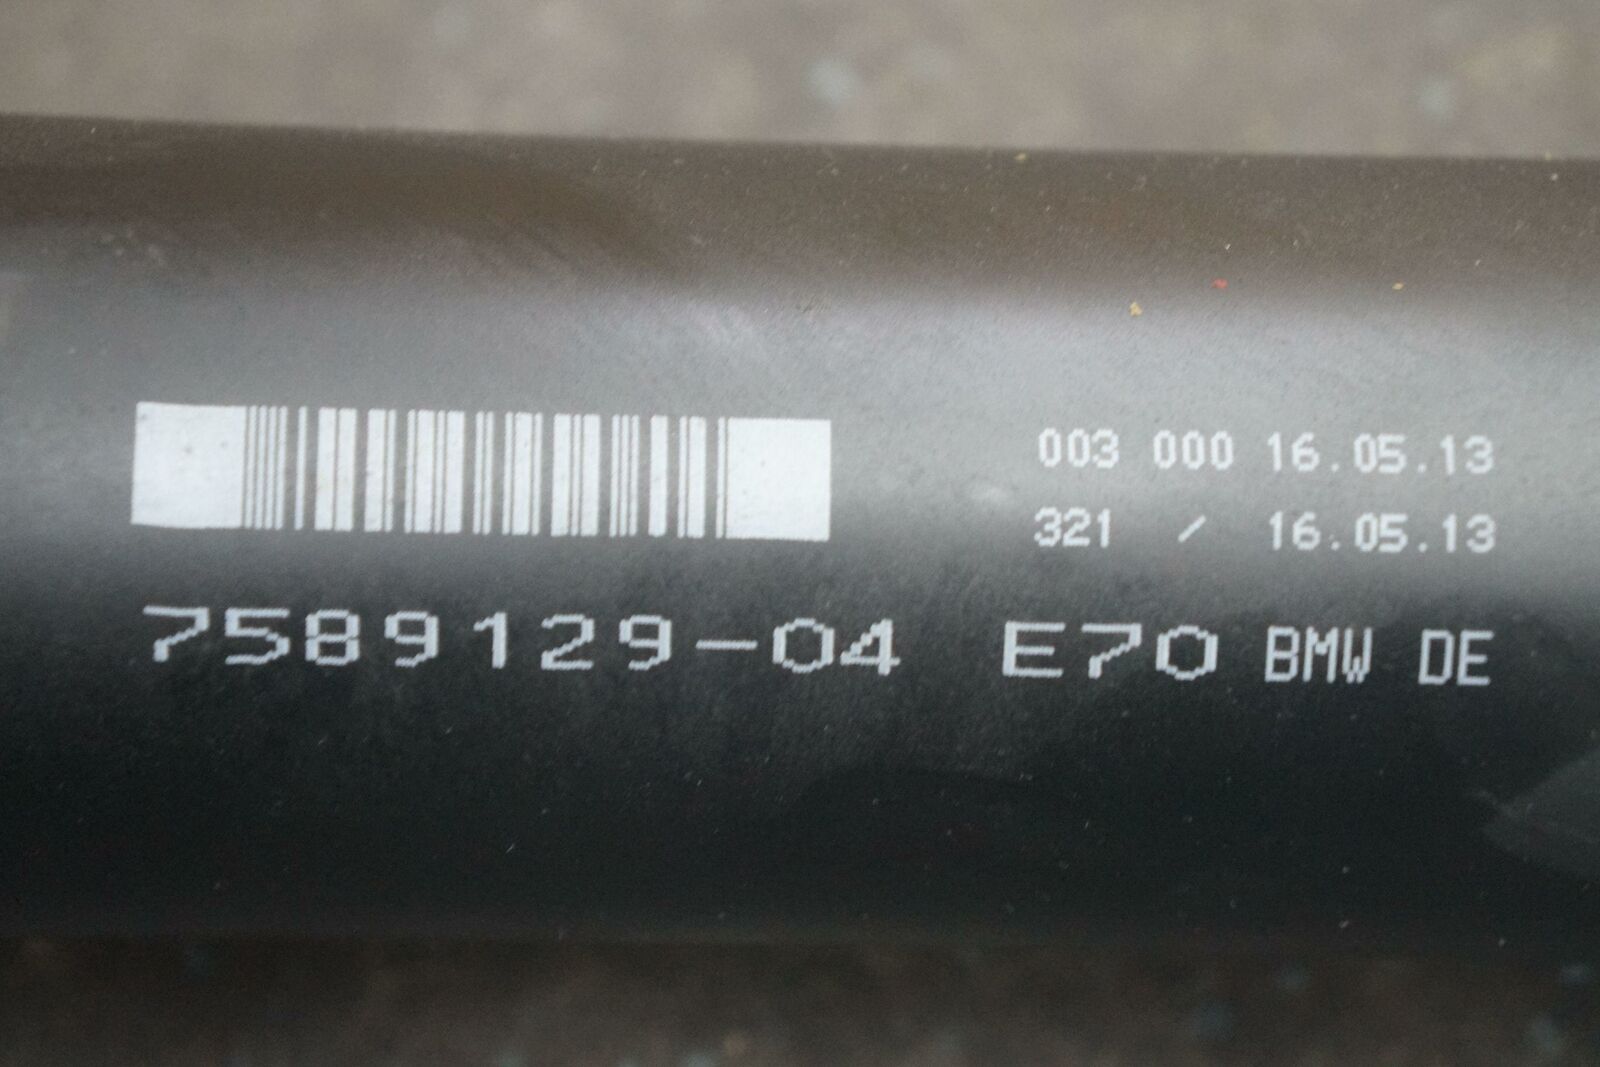 003 000 16.05.13
321 / 16.05.13
7589129-04 E70 BMW DE